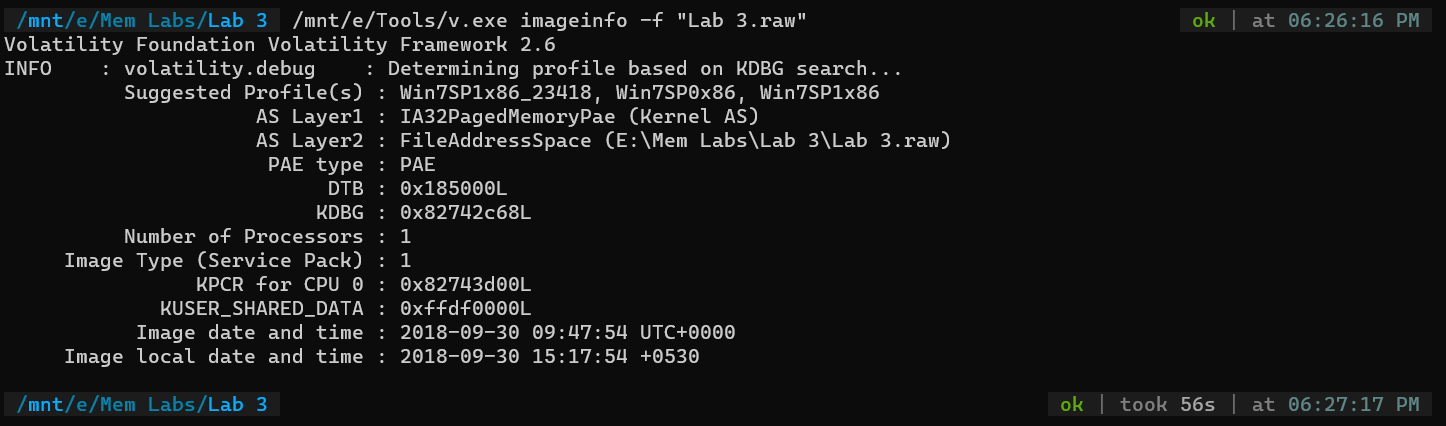 /mnt/e/Mem Labs/Lab 3 /mnt/e/Tools/v.exe imageinfo -f "Lab 3.raw" ok | at 06:26:16 PM
Volatility Foundation Volatility Framework 2.6
INFO    : volatility.debug    : Determining profile based on KDBG search...
Suggested Profile(s) : Win7SP1x86_23418, Win7SP0x86, Win7SP1x86
AS Layer1 : IA32PagedMemoryPae (Kernel AS)
AS Layer2 : FileAddressSpace (E:\Mem Labs\Lab 3\Lab 3.raw)
PAE type : PAE
DTB : 0x185000L
KDBG : 0x82742c68L
Number of Processors : 1
Image Type (Service Pack) : 1
KPCR for CPU 0 : 0x82743d00L
KUSER_SHARED_DATA : 0xffdf0000L
Image date and time : 2018-09-30 09:47:54 UTC+0000
Image local date and time : 2018-09-30 15:17:54 +0530
/mnt/e/Mem Labs/Lab 3 ok | took 56s | at 06:27:17 PM